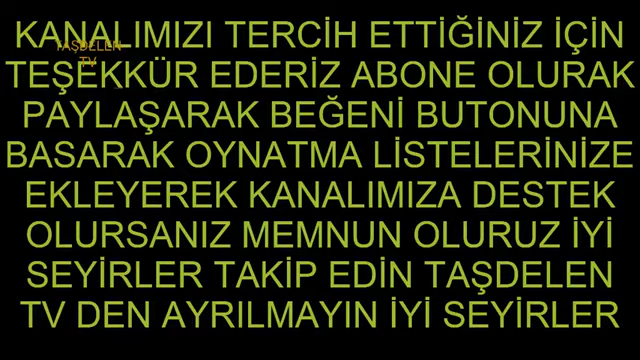 KANALIMIZI TERCİH ETTİĞİNİZ İÇİN
TAŞDELEN
TV
TEŞEKKÜR EDERİZ ABONE OLURAK
PAYLAŞARAK BEĞENİ BUTONUNA
BASARAK OYNATMA LİSTELERİNİZE
EKLEYEREK KANALIMIZA DESTEK
OLURSANIZ MEMNUN OLURUZ İYİ
SEYİRLER TAKİP EDİN TAŞDELEN
TV DEN AYRILMAYIN İYİ SEYİRLER